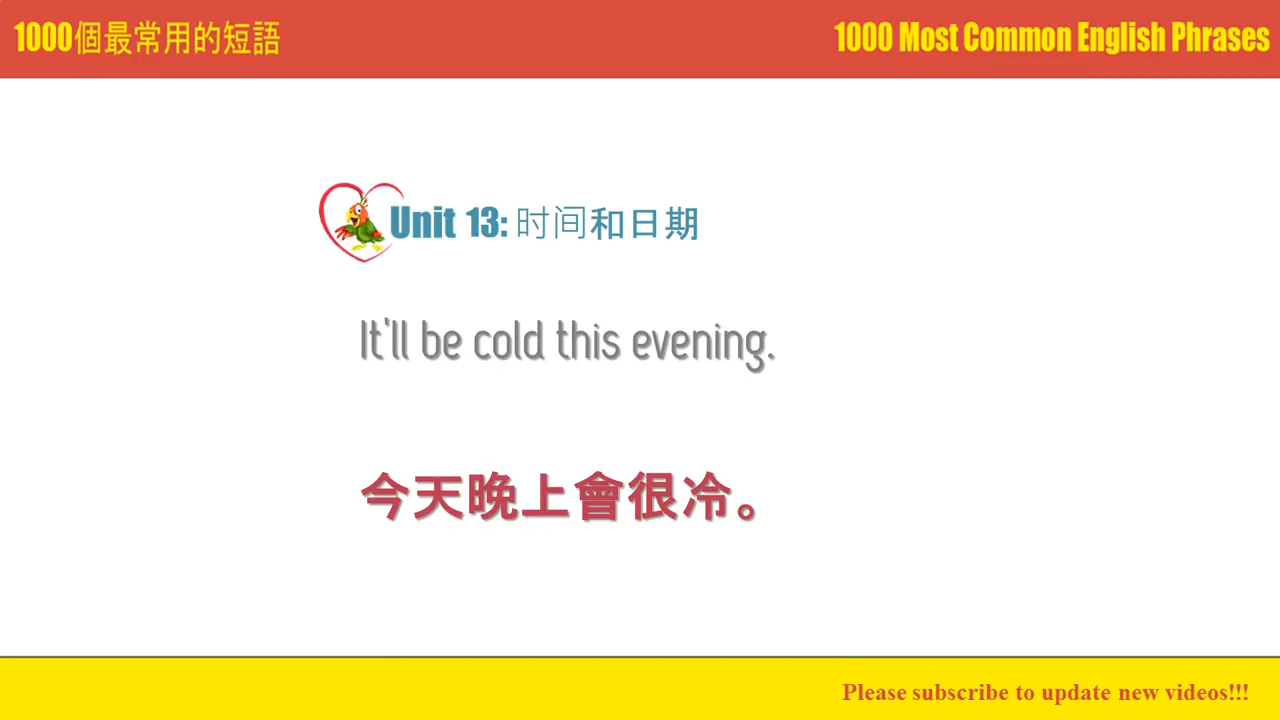 1000個最常用的短語
1000 Most Common English Phrases
Unit 13: 时间和日期
It'll be cold this evening.
今天晚上會很冷。
Please subscribe to update new videos!!!